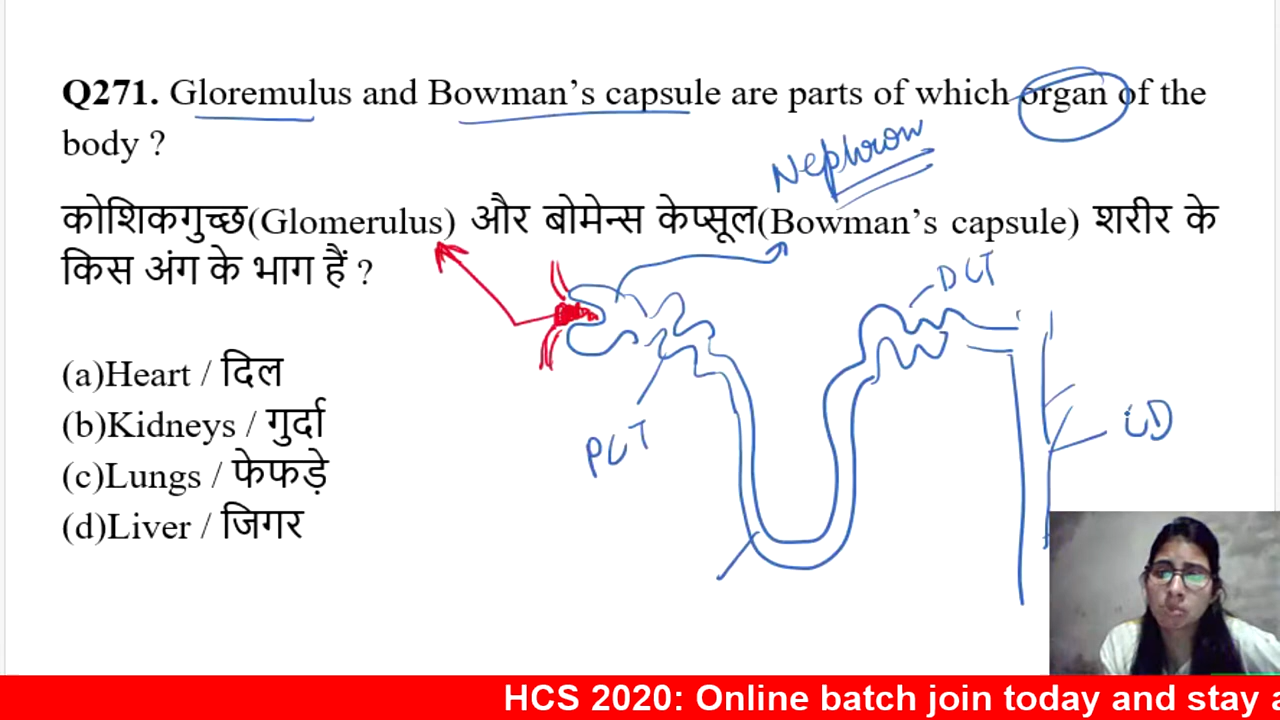 Q271. Gloremulus and Bowman's capsule are parts of which organ of the
body ?
Nephron
कोशिकगुच्छ(Glomerulus) और बोमेन्स केप्सूल(Bowman's capsule) शरीर के
किस अंग के भाग हैं ?
DCT
(a)Heart / दिल
(b)Kidneys / गुर्दा
PCT
CD
(c)Lungs / फेफड़े
(d)Liver / जिगर
HCS 2020: Online batch join today and stay a